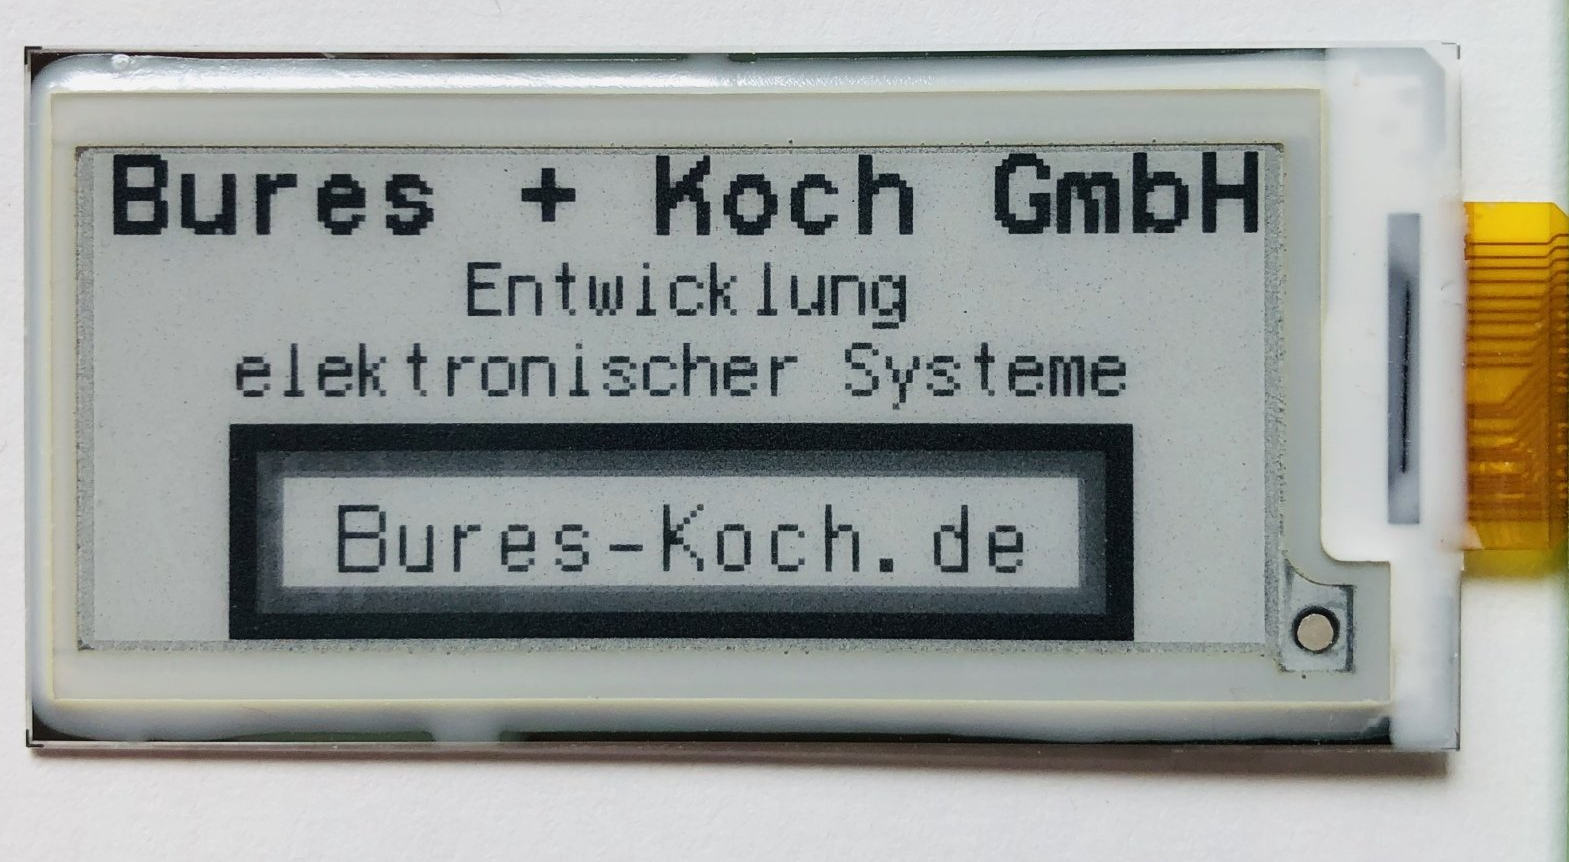 Bures + Koch GmbH
Entwicklung
elektronischer Systeme
Bures-Koch.de